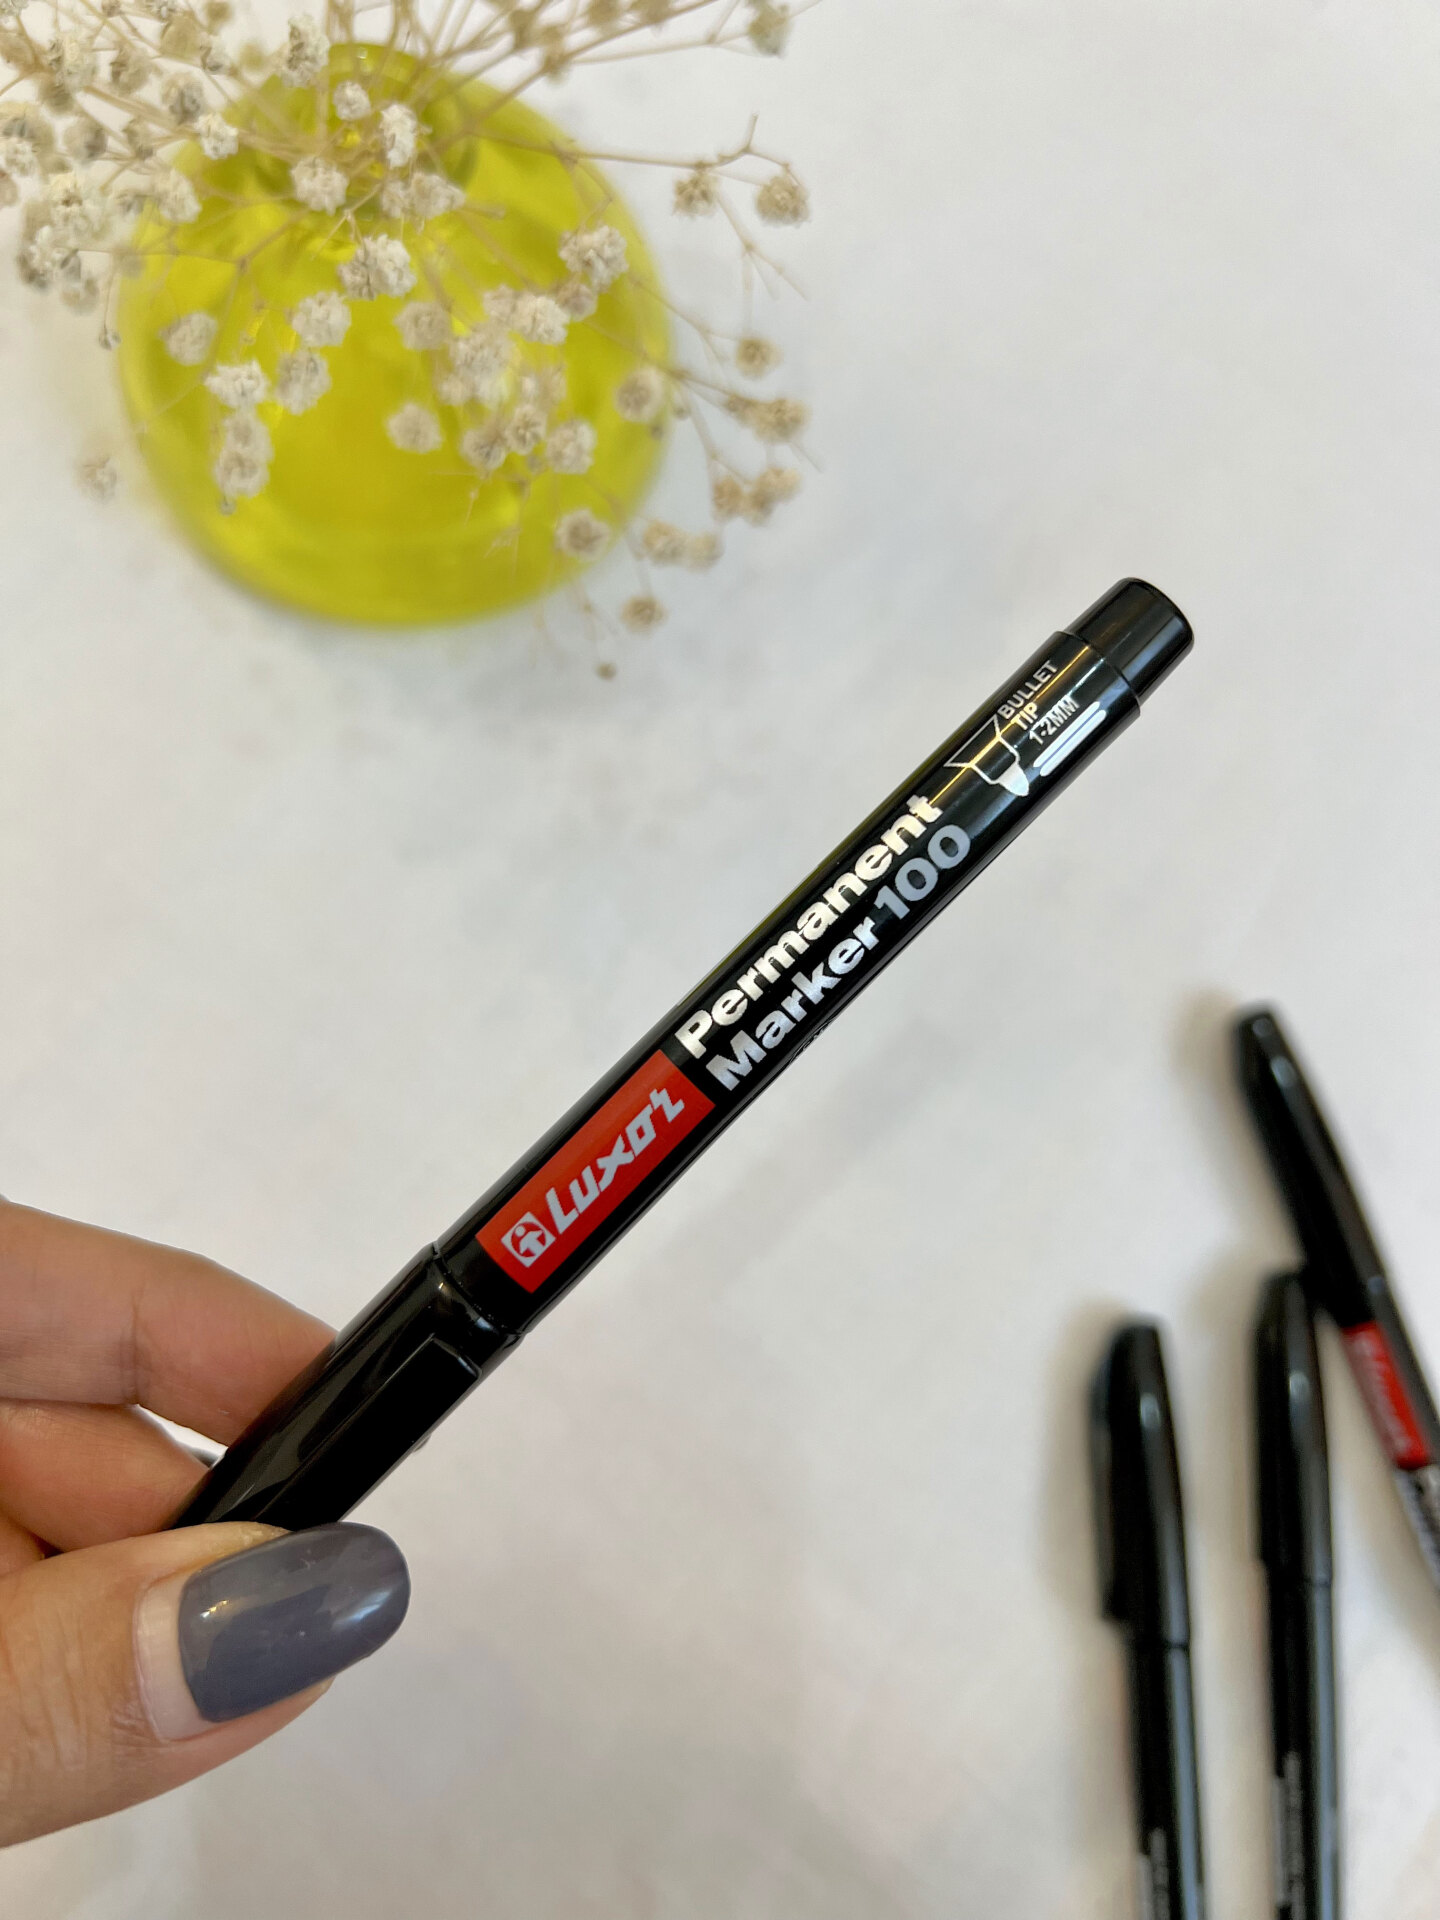 Luxor
Permanent
Marker 100
BULLET
TIP
1-2MM